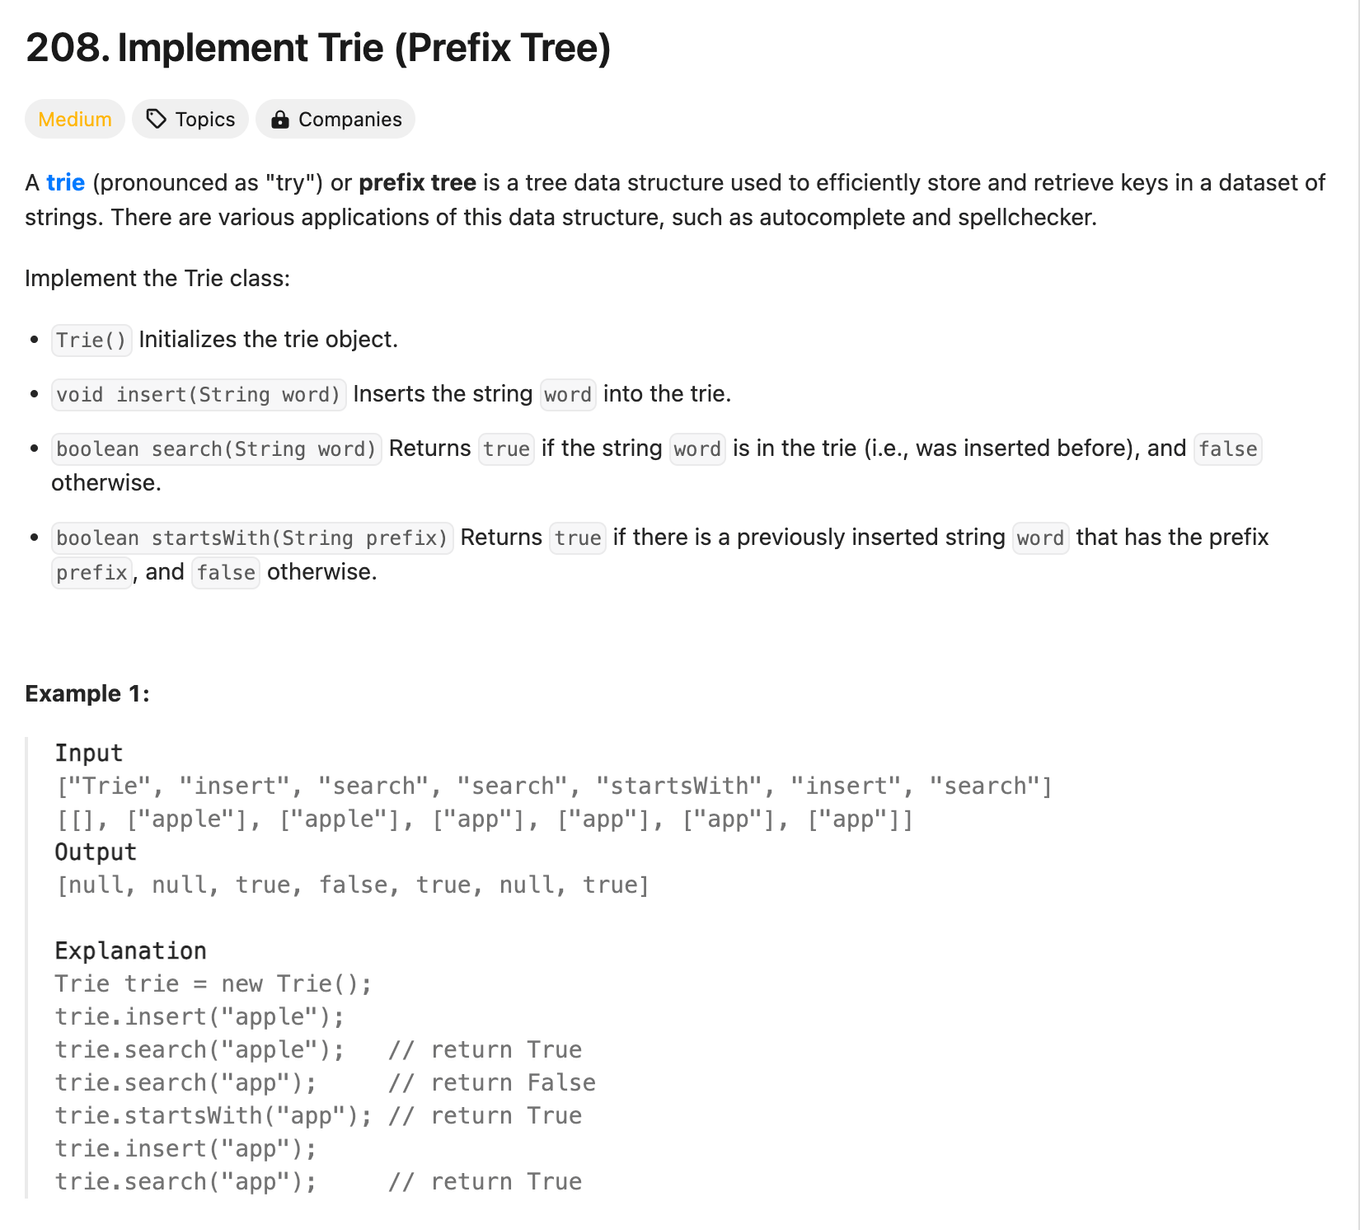 208. Implement Trie (Prefix Tree)
Medium Topics Companies
A trie (pronounced as "try") or prefix tree is a tree data structure used to efficiently store and retrieve keys in a dataset of
strings. There are various applications of this data structure, such as autocomplete and spellchecker.
Implement the Trie class:
• Trie() Initializes the trie object.
• void insert(String word) Inserts the string word into the trie.
• boolean search(String word) Returns true if the string word is in the trie (i.e., was inserted before), and false
otherwise.
• boolean startsWith(String prefix) Returns true if there is a previously inserted string word that has the prefix
prefix, and false otherwise.
Example 1:
Input
["Trie", "insert", "search", "search", "startsWith", "insert", "search"]
[[], ["apple"], ["apple"], ["app"], ["app"], ["app"], ["app"]]
Output
[null, null, true, false, true, null, true]
Explanation
Trie trie = new Trie();
trie.insert("apple");
trie.search("apple");   // return True
trie.search("app");     // return False
trie.startsWith("app"); // return True
trie.insert("app");
trie.search("app");     // return True